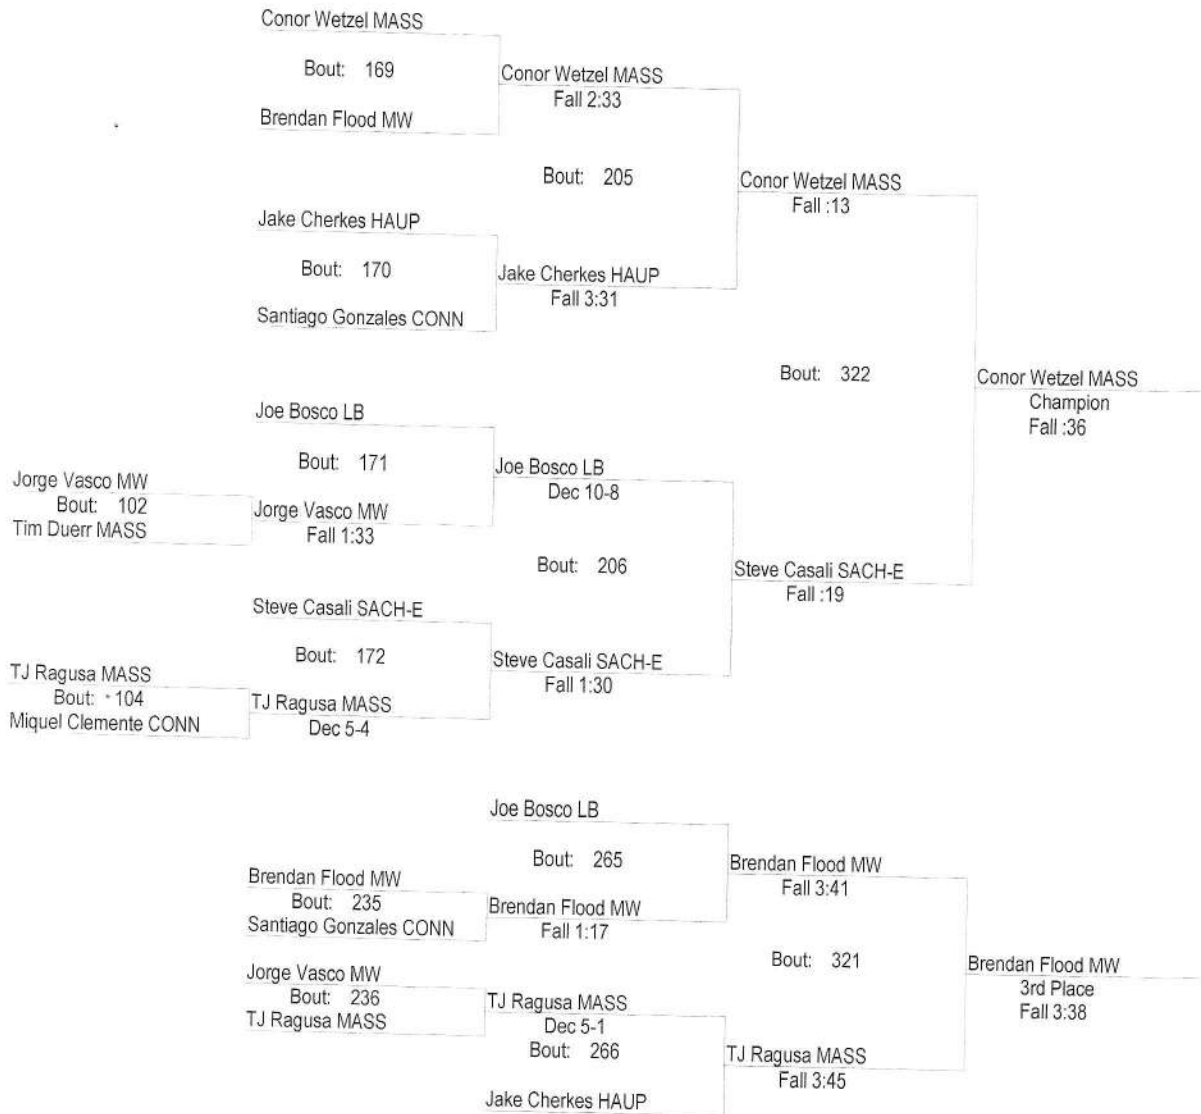 Conor Wetzel MASS
Bout: 169
Conor Wetzel MASS
Fall 2:33
Brendan Flood MW
Bout: 205
Conor Wetzel MASS
Fall :13
Jake Cherkes HAUP
Bout: 170
Jake Cherkes HAUP
Fall 3:31
Santiago Gonzales CONN
Bout: 322
Conor Wetzel MASS
Champion
Fall :36
Joe Bosco LB
Bout: 171
Joe Bosco LB
Dec 10-8
Jorge Vasco MW
Bout: 102
Tim Duerr MASS
Jorge Vasco MW
Fall 1:33
Bout: 206
Steve Casali SACH-E
Fall :19
Steve Casali SACH-E
Bout: 172
Steve Casali SACH-E
Fall 1:30
TJ Ragusa MASS
Bout: 104
Miquel Clemente CONN
TJ Ragusa MASS
Dec 5-4
Joe Bosco LB
Bout: 265
Brendan Flood MW
Fall 3:41
Brendan Flood MW
Bout: 235
Santiago Gonzales CONN
Brendan Flood MW
Fall 1:17
Bout: 321
Brendan Flood MW
3rd Place
Fall 3:38
Jorge Vasco MW
Bout: 236
TJ Ragusa MASS
TJ Ragusa MASS
Dec 5-1
Bout: 266
TJ Ragusa MASS
Fall 3:45
Jake Cherkes HAUP